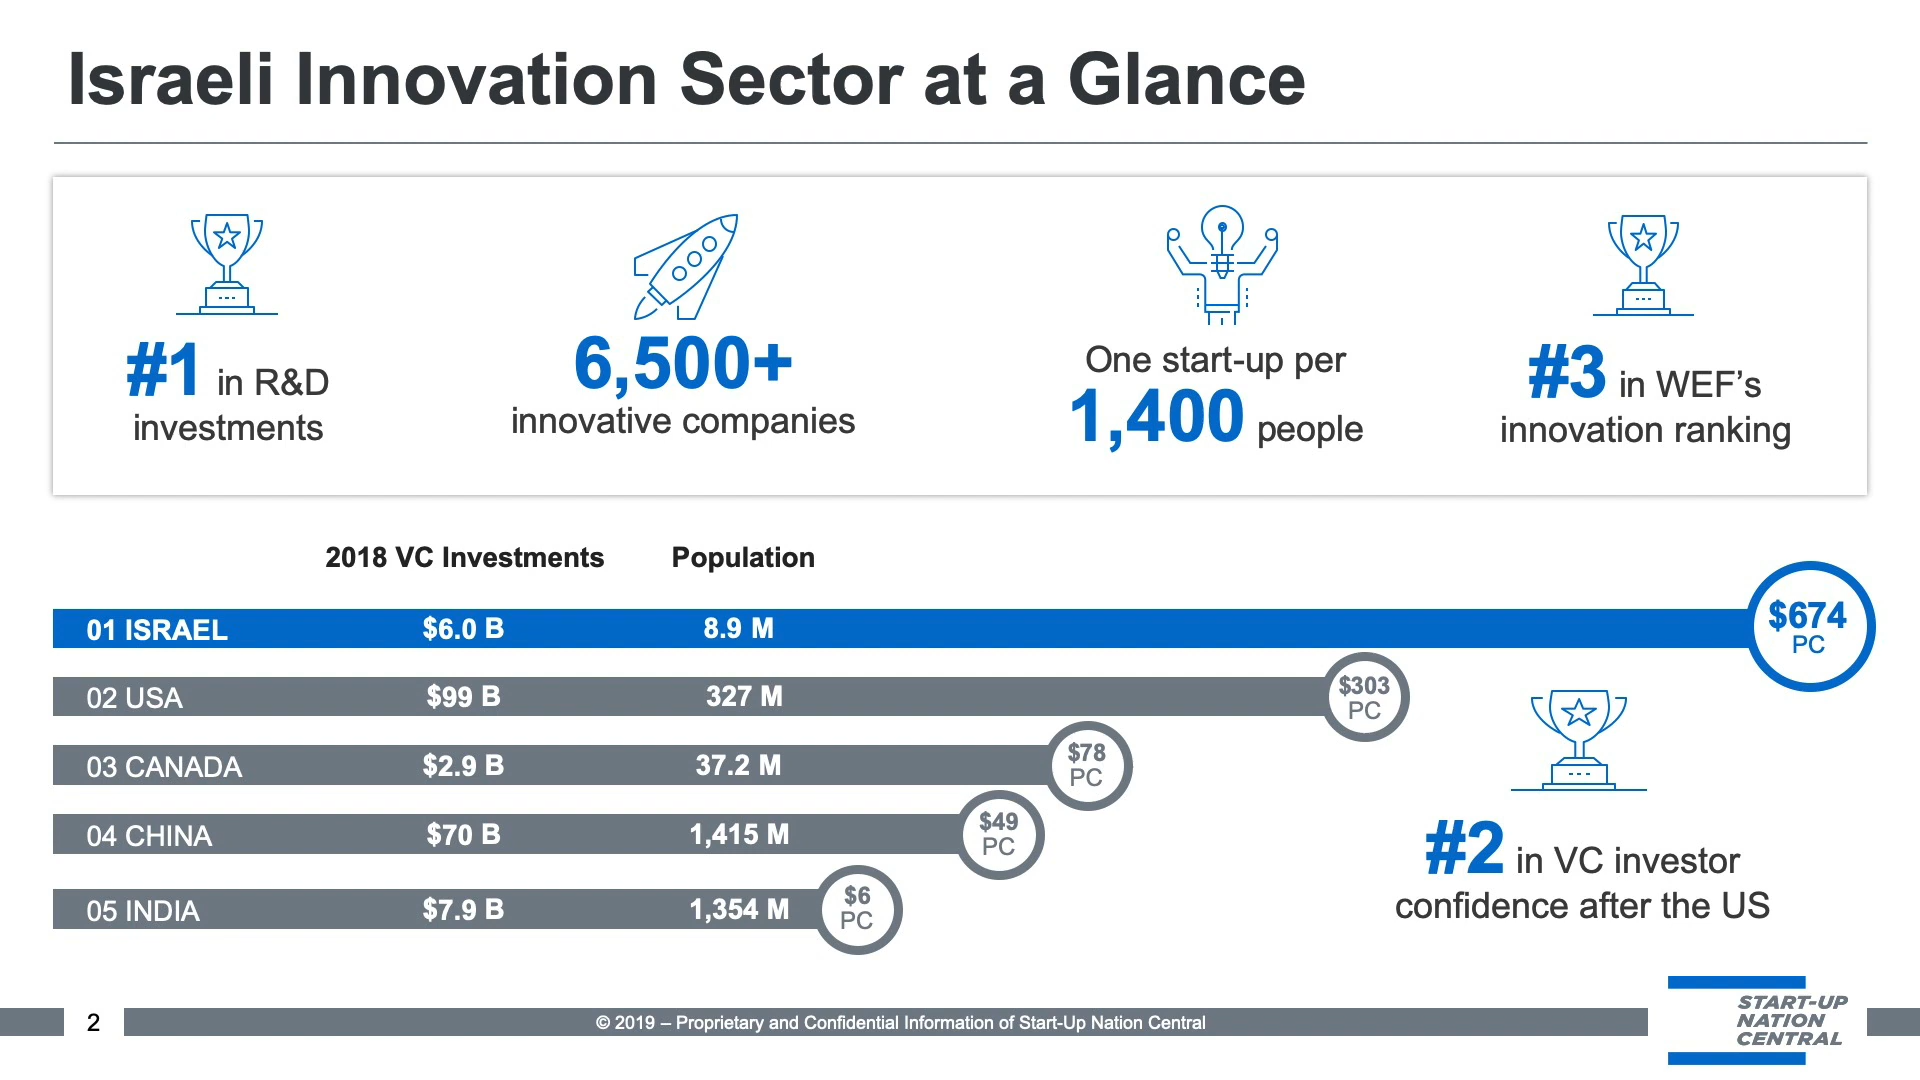 Israeli Innovation Sector at a Glance
#1 in R&D
investments
6,500+
innovative companies
One start-up per
1,400 people
#3 in WEF’s
innovation ranking
2018 VC Investments Population
01 ISRAEL $6.0 B 8.9 M $674
PC
02 USA $99 B 327 M $303
PC
03 CANADA $2.9 B 37.2 M $78
PC
04 CHINA $70 B 1,415 M $49
PC
05 INDIA $7.9 B 1,354 M $6
PC
#2 in VC investor
confidence after the US
2
© 2019 – Proprietary and Confidential Information of Start-Up Nation Central
START-UP
NATION
CENTRAL